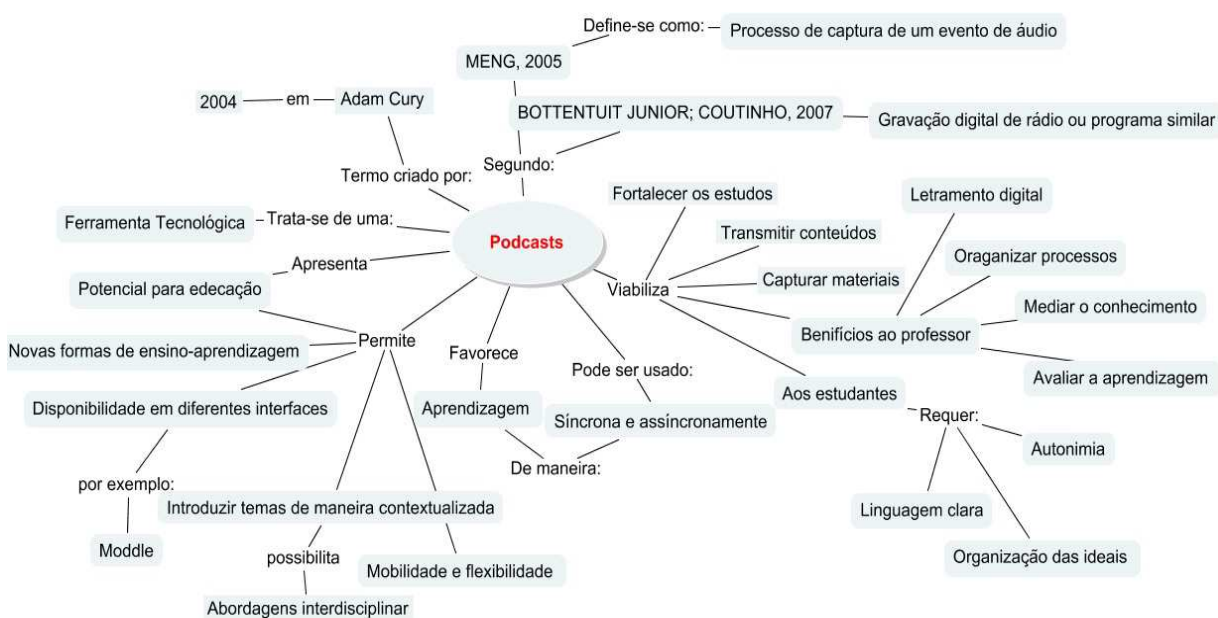 Define-se como:
Processo de captura de um evento de áudio
MENG, 2005
2004
em
Adam Cury
BOTTENTUIT JUNIOR; COUTINHO, 2007
Gravação digital de rádio ou programa similar
Segundo:
Termo criado por:
Fortalecer os estudos
Letramento digital
Ferramenta Tecnológica
Trata-se de uma:
Podcasts
Transmitir conteúdos
Oraganizar processos
Apresenta
Potencial para edecação
Viabiliza
Capturar materiais
Mediar o conhecimento
Benifícios ao professor
Novas formas de ensino-aprendizagem
Permite
Favorece
Pode ser usado:
Avaliar a aprendizagem
Aos estudantes
Disponibilidade em diferentes interfaces
Aprendizagem
Síncrona e assíncronamente
Requer:
Autonimia
De maneira:
por exemplo:
Introduzir temas de maneira contextualizada
Linguagem clara
Moddle
possibilita
Mobilidade e flexibilidade
Organização das ideais
Abordagens interdisciplinar